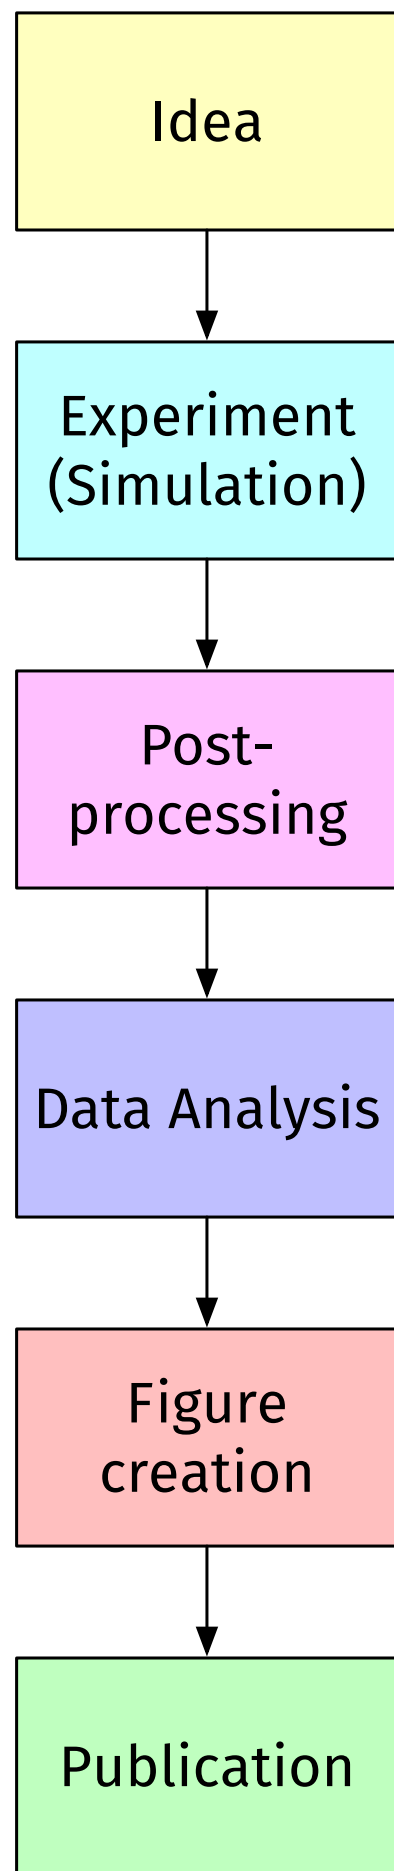 Idea
Experiment
(Simulation)
Post-
processing
Data Analysis
Figure
creation
Publication